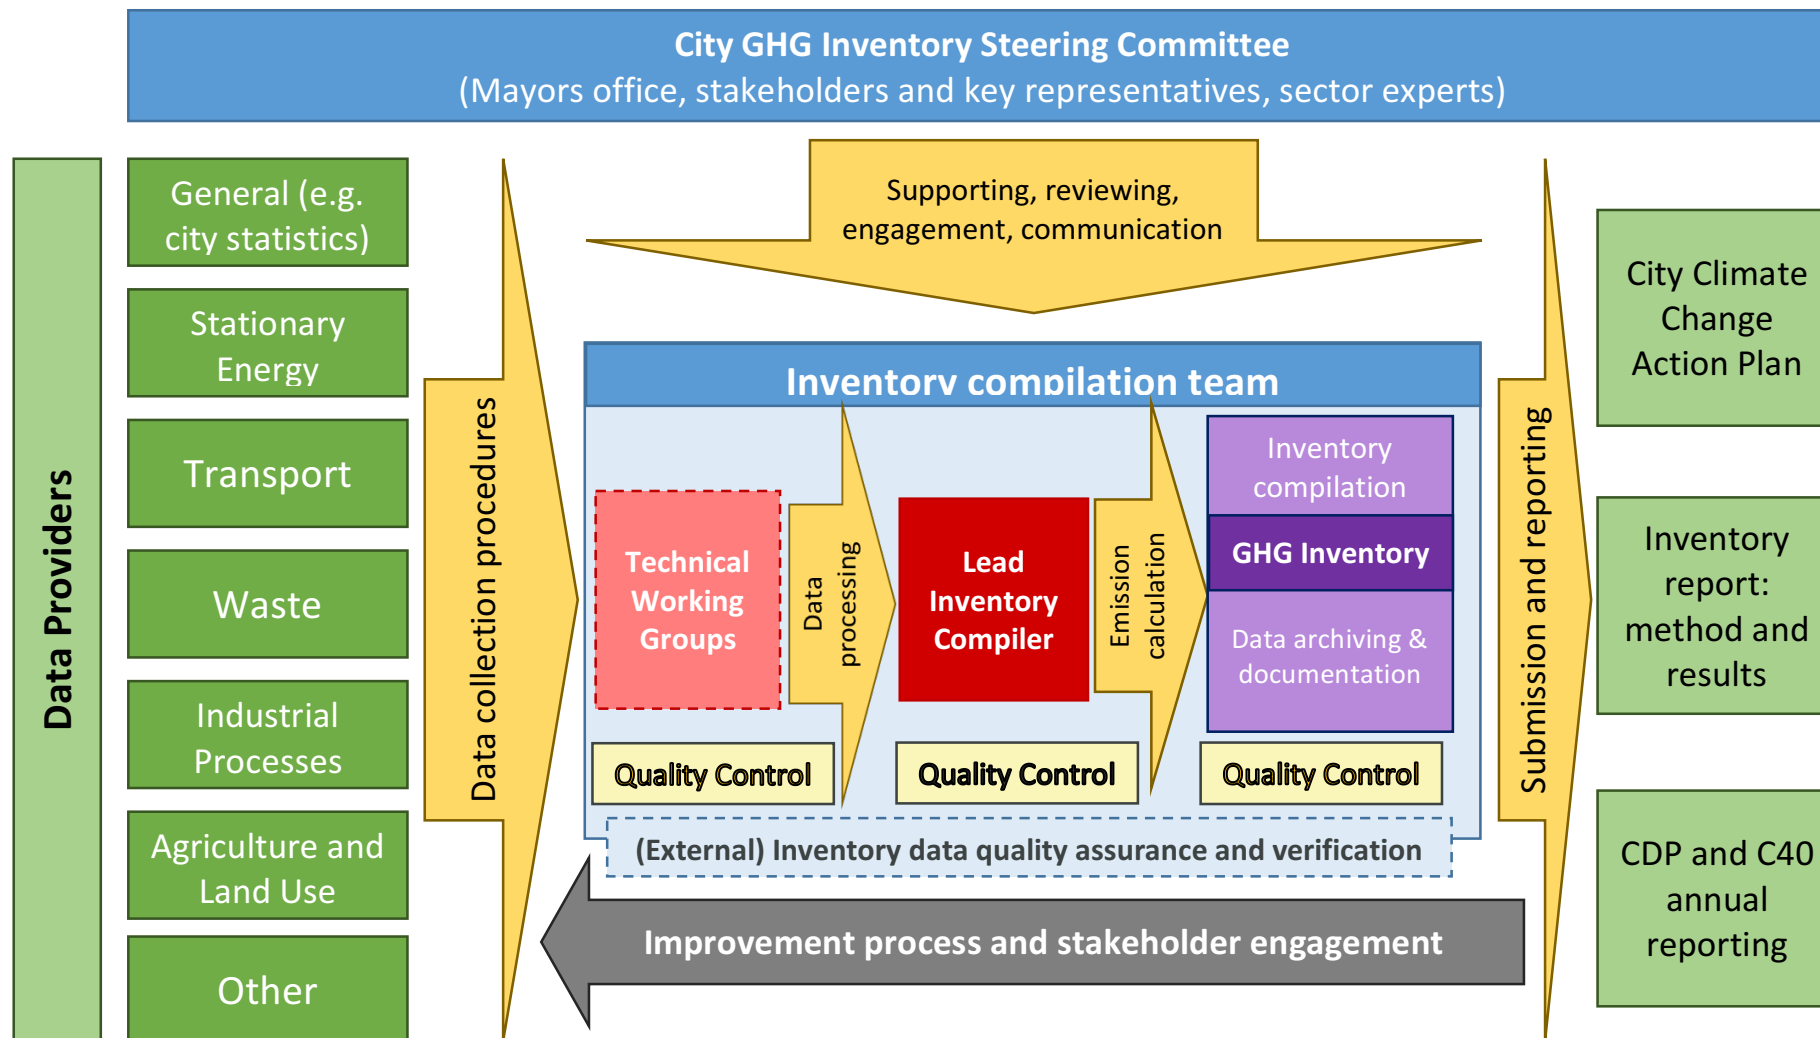 City GHG Inventory Steering Committee
(Mayors office, stakeholders and key representatives, sector experts)
Data Providers
General (e.g.
city statistics)
Stationary
Energy
Transport
Waste
Industrial
Processes
Agriculture and
Land Use
Other
Data collection procedures
Supporting, reviewing,
engagement, communication
Inventory compilation team
Technical
Working
Groups
Data
processing
Lead
Inventory
Compiler
Emission
calculation
Inventory
compilation
GHG Inventory
Data archiving &
documentation
Quality Control
Quality Control
Quality Control
(External) Inventory data quality assurance and verification
Improvement process and stakeholder engagement
Submission and reporting
City Climate
Change
Action Plan
Inventory
report:
method and
results
CDP and C40
annual
reporting